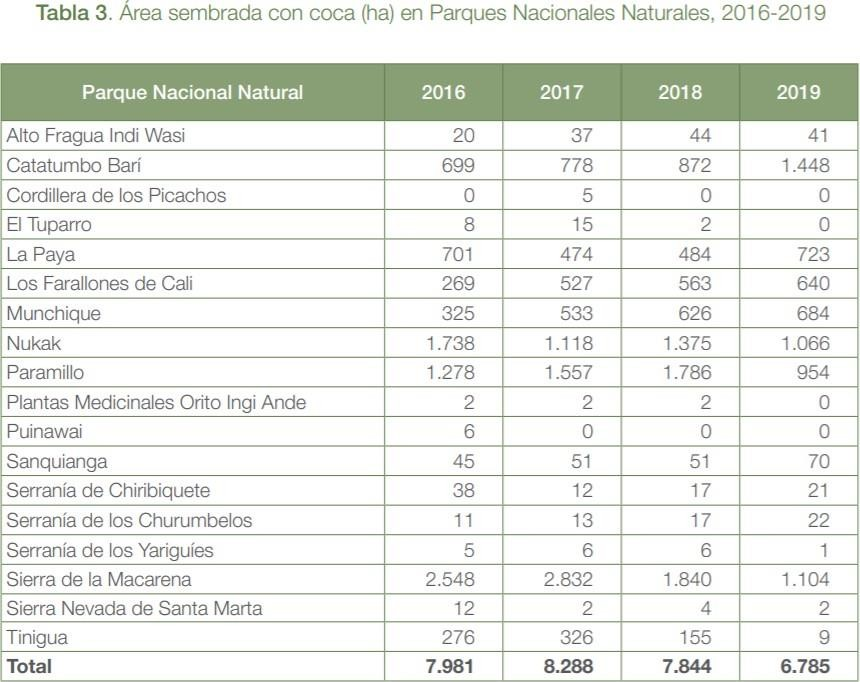 Tabla 3. Área sembrada con coca (ha) en Parques Nacionales Naturales, 2016-2019
Parque Nacional Natural 2016 2017 2018 2019
Alto Fragua Indi Wasi 20 37 44 41
Catatumbo Barí 699 778 872 1.448
Cordillera de los Picachos 0 5 0 0
El Tuparro 8 15 2 0
La Paya 701 474 484 723
Los Farallones de Cali 269 527 563 640
Munchique 325 533 626 684
Nukak 1.738 1.118 1.375 1.066
Paramillo 1.278 1.557 1.786 954
Plantas Medicinales Orito Ingi Ande 2 2 2 0
Puinawai 6 0 0 0
Sanquianga 45 51 51 70
Serranía de Chiribiquete 38 12 17 21
Serranía de los Churumbelos 11 13 17 22
Serranía de los Yariguíes 5 6 6 1
Sierra de la Macarena 2.548 2.832 1.840 1.104
Sierra Nevada de Santa Marta 12 2 4 2
Tinigua 276 326 155 9
Total 7.981 8.288 7.844 6.785